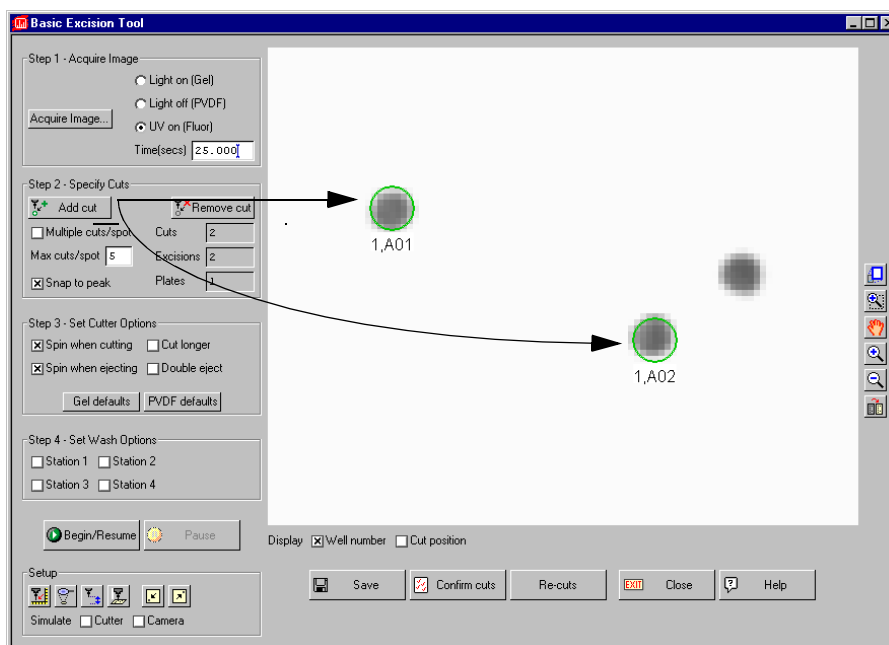 Basic Excision Tool
Step 1 - Acquire Image
Light on (Gel)
Light off (PVDF)
Acquire Image...
UV on (Fluor)
Time(secs) 25.000
Step 2 - Specify Cuts
Add cut Remove cut
Multiple cuts/spot Cuts 2
Max cuts/spot 5 Excisions 2
Snap to peak Plates 1
Step 3 - Set Cutter Options
Spin when cutting Cut longer
Spin when ejecting Double eject
Gel defaults PVDF defaults
Step 4 - Set Wash Options
Station 1 Station 2
Station 3 Station 4
Begin/Resume Pause
Setup
Simulate Cutter Camera
1,A01
1,A02
Display Well number Cut position
Save Confirm cuts Re-cuts EXIT Close Help